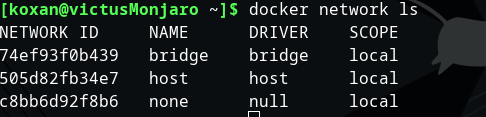 [koxan@victusMonjaro ~]$ docker network ls
NETWORK ID     NAME      DRIVER    SCOPE
74ef93f0b439   bridge    bridge    local
505d82fb34e7   host      host      local
c8bb6d92f8b6   none      null      local